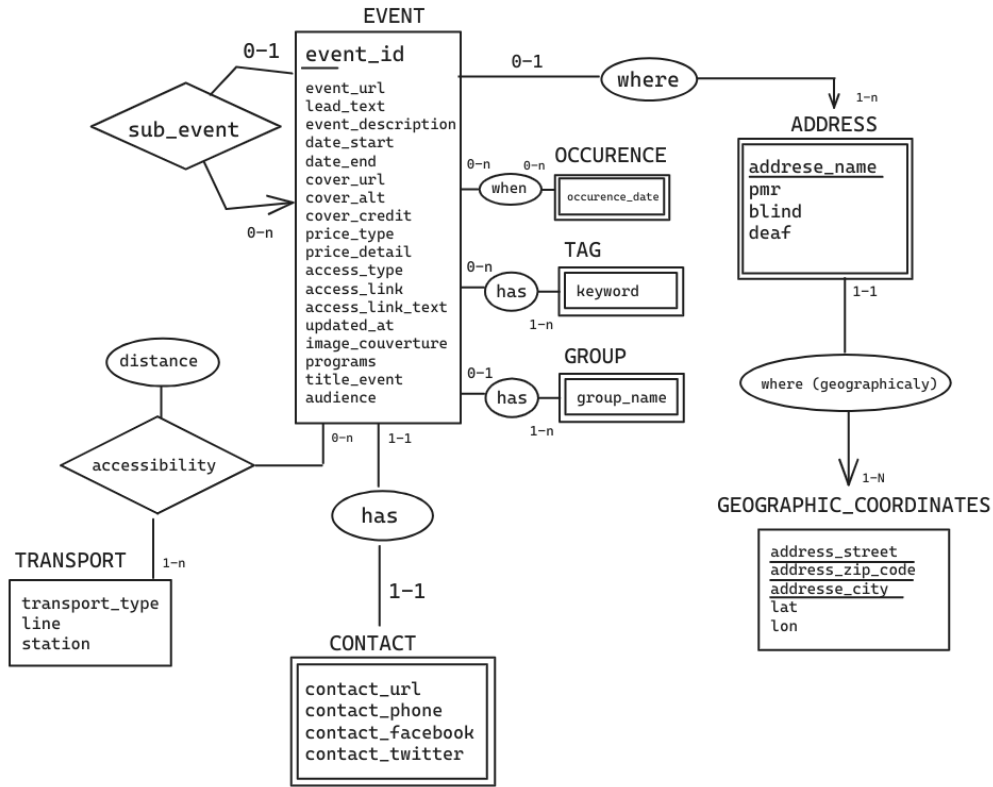 EVENT
event_id
event_url
lead_text
event_description
date_start
date_end
cover_url
cover_alt
cover_credit
price_type
price_detail
access_type
access_link
access_link_text
updated_at
image_couverture
programs
title_event
audience
0-1
sub_event
0-n
0-1
where
1-n
ADDRESS
addrese_name
pmr
blind
deaf
0-n
when
0-n
OCCURENCE
occurence_date
0-n
has
1-n
TAG
keyword
0-1
has
1-n
GROUP
group_name
1-1
where (geographicaly)
1-N
GEOGRAPHIC_COORDINATES
address_street
address_zip_code
addresse_city
lat
lon
distance
accessibility
0-n
1-n
TRANSPORT
transport_type
line
station
1-1
has
1-1
CONTACT
contact_url
contact_phone
contact_facebook
contact_twitter